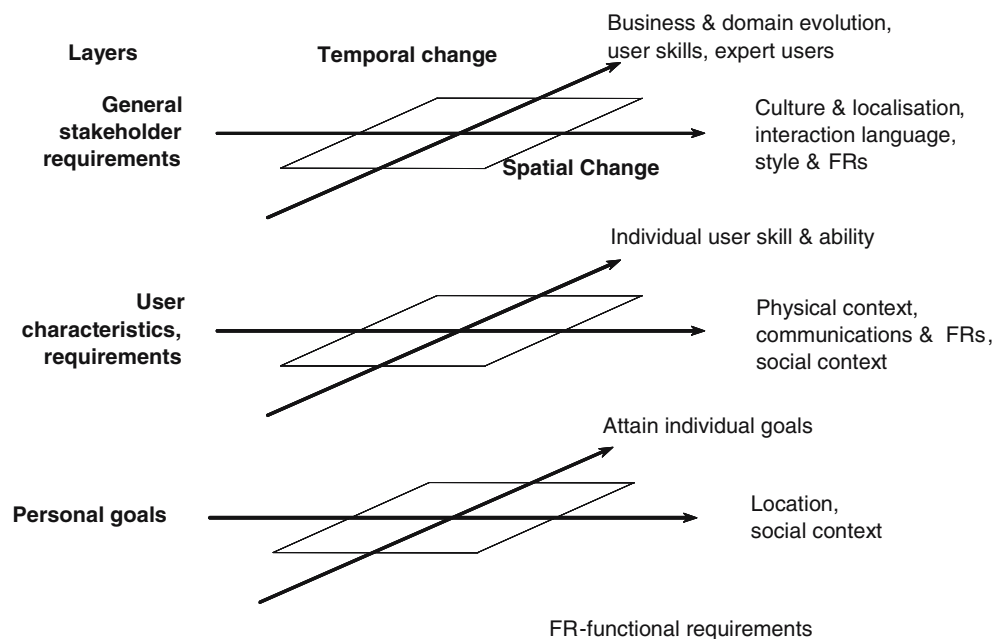 Layers
Temporal change
Business & domain evolution,
user skills, expert users
General
stakeholder
requirements
Culture & localisation,
interaction language,
style & FRs
Spatial Change
Individual user skill & ability
User
characteristics,
requirements
Physical context,
communications & FRs,
social context
Attain individual goals
Personal goals
Location,
social context
FR-functional requirements